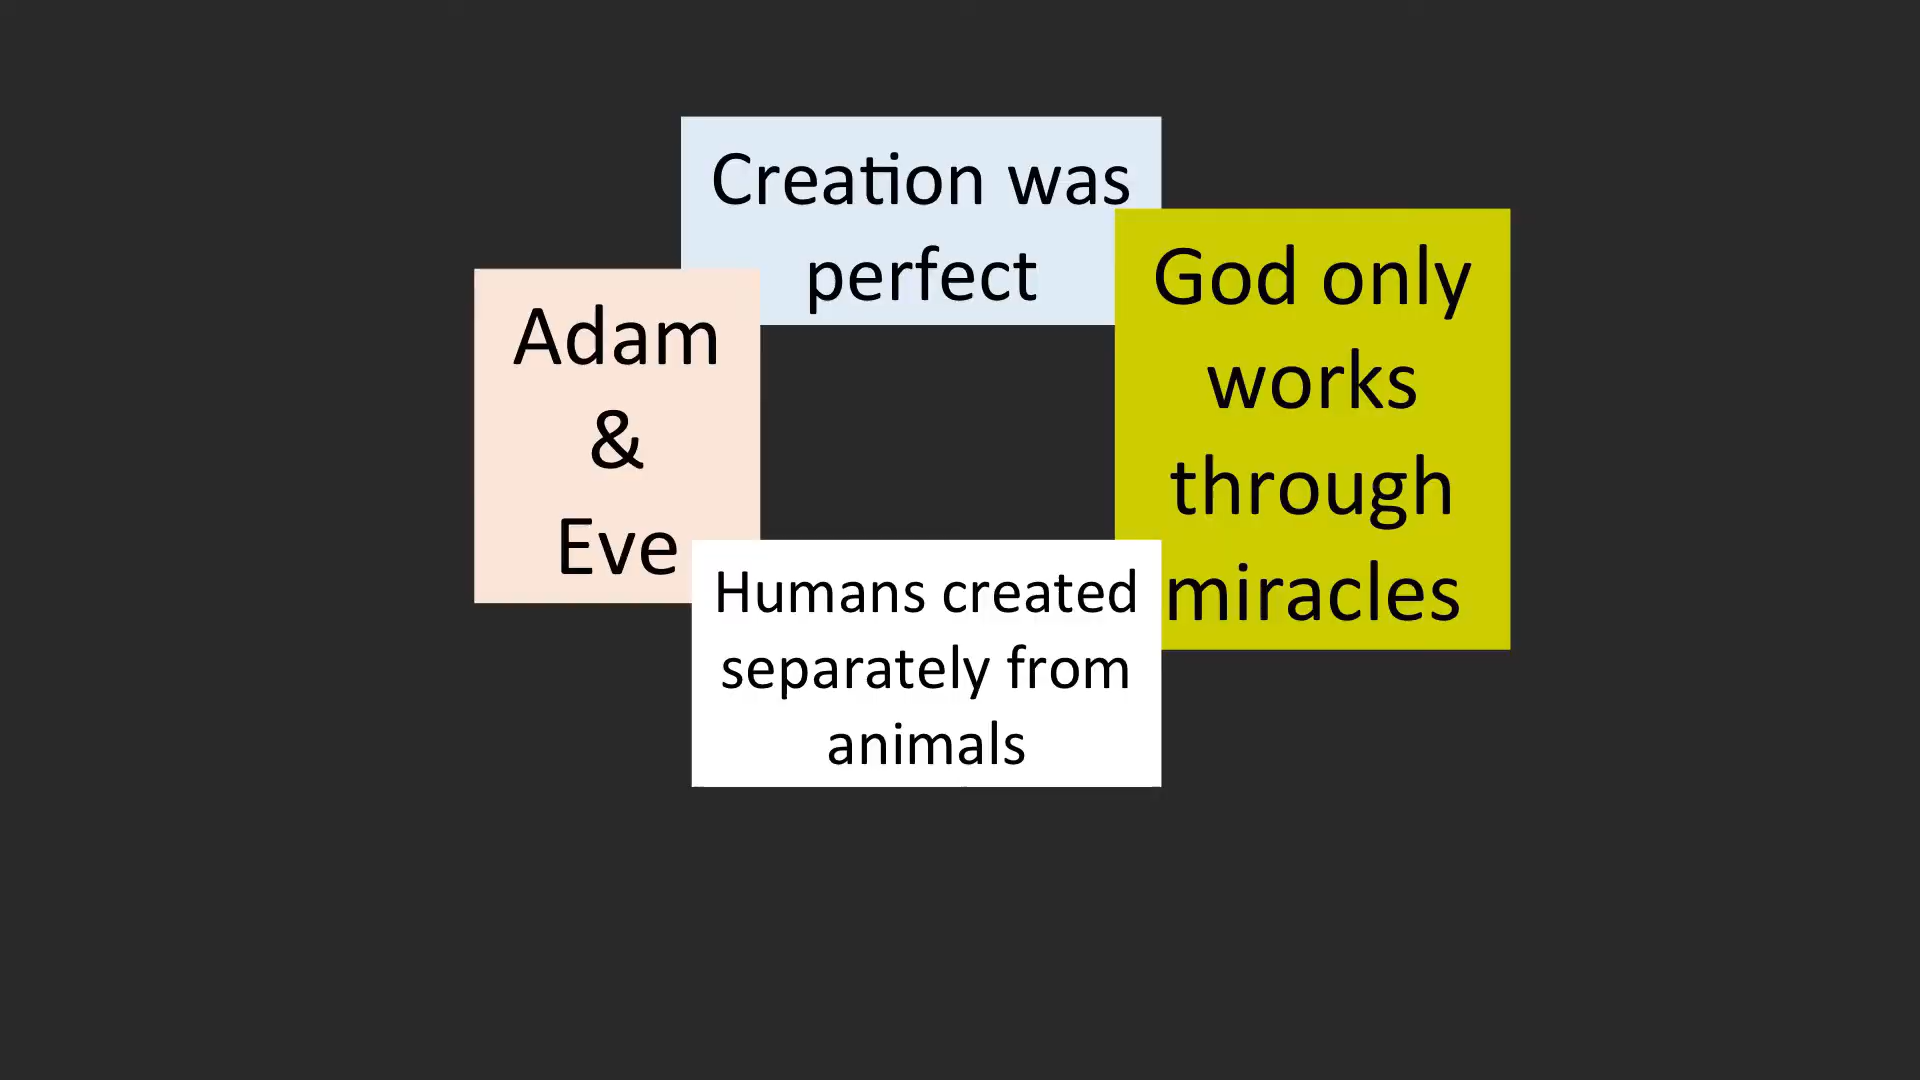 Creation was
perfect
God only
works
through
miracles
Adam
&
Eve
Humans created
separately from
animals